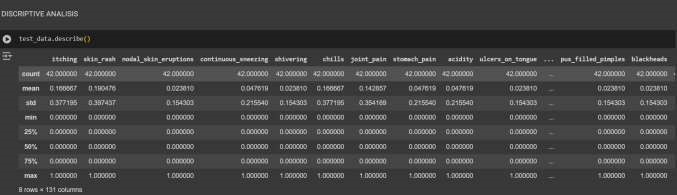 DISCRIPTIVE ANALISIS
test_data.describe()
itching skin_rash nodal_skin_eruptions continuous_sneezing shivering chills joint_pain stomach_pain acidity ulcers_on_tongue ... pus_filled_pimples blackheads
count 42.000000 42.000000 42.000000 42.000000 42.000000 42.000000 42.000000 42.000000 42.000000 42.000000 ... 42.000000 42.000000
mean 0.166667 0.190476 0.023810 0.047619 0.023810 0.166667 0.142857 0.047619 0.047619 0.023810 ... 0.023810 0.023810
std 0.377195 0.397437 0.154303 0.215540 0.154303 0.377195 0.354169 0.215540 0.215540 0.154303 ... 0.154303 0.154303
min 0.000000 0.000000 0.000000 0.000000 0.000000 0.000000 0.000000 0.000000 0.000000 0.000000 ... 0.000000 0.000000
25% 0.000000 0.000000 0.000000 0.000000 0.000000 0.000000 0.000000 0.000000 0.000000 0.000000 ... 0.000000 0.000000
50% 0.000000 0.000000 0.000000 0.000000 0.000000 0.000000 0.000000 0.000000 0.000000 0.000000 ... 0.000000 0.000000
75% 0.000000 0.000000 0.000000 0.000000 0.000000 0.000000 0.000000 0.000000 0.000000 0.000000 ... 0.000000 0.000000
max 1.000000 1.000000 1.000000 1.000000 1.000000 1.000000 1.000000 1.000000 1.000000 1.000000 ... 1.000000 1.000000
8 rows × 131 columns